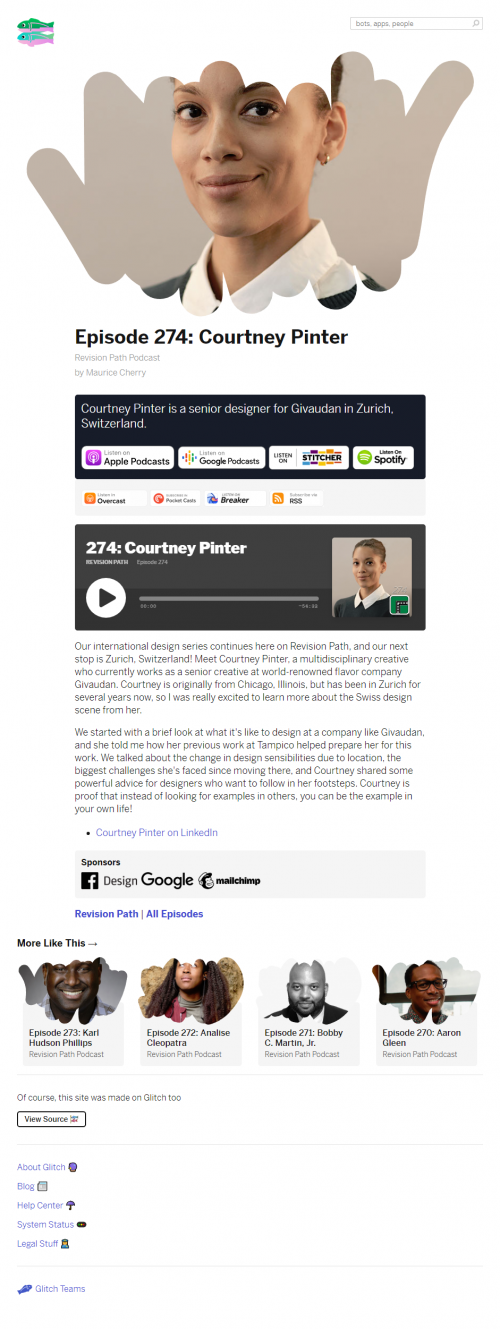 bots, apps, people
Episode 274: Courtney Pinter
Revision Path Podcast
by Maurice Cherry
Courtney Pinter is a senior designer for Givaudan in Zurich,
Switzerland.
Listen on
Apple Podcasts
Listen on
Google Podcasts
LISTEN
ON
STITCHER
Listen On
Spotify
Listen in
Overcast
Pocket Casts
LISTEN ON
Breaker
Subscribe via
RSS
274: Courtney Pinter
REVISION PATH Episode 274
00:00
Our international design series continues here on Revision Path, and our next
stop is Zurich, Switzerland! Meet Courtney Pinter, a multidisciplinary creative
who currently works as a senior creative at world-renowned flavor company
Givaudan. Courtney is originally from Chicago, Illinois, but has been in Zurich for
several years now, so I was really excited to learn more about the Swiss design
scene from her.
We started with a brief look at what it's like to design at a company like Givaudan,
and she told me how her previous work at Tampico helped prepare her for this
work. We talked about the change in design sensibilities due to location, the
biggest challenges she's faced since moving there, and Courtney shared some
powerful advice for designers who want to follow in her footsteps. Courtney is
proof that instead of looking for examples in others, you can be the example in
your own life!
• Courtney Pinter on LinkedIn
Sponsors
Design Google mailchimp
Revision Path | All Episodes
More Like This →
Episode 273: Karl
Hudson Phillips
Revision Path Podcast
Episode 272: Analise
Cleopatra
Revision Path Podcast
Episode 271: Bobby
C. Martin, Jr.
Revision Path Podcast
Episode 270: Aaron
Gleen
Revision Path Podcast
Of course, this site was made on Glitch too
View Source
About Glitch
Blog
Help Center
System Status
Legal Stuff
Glitch Teams